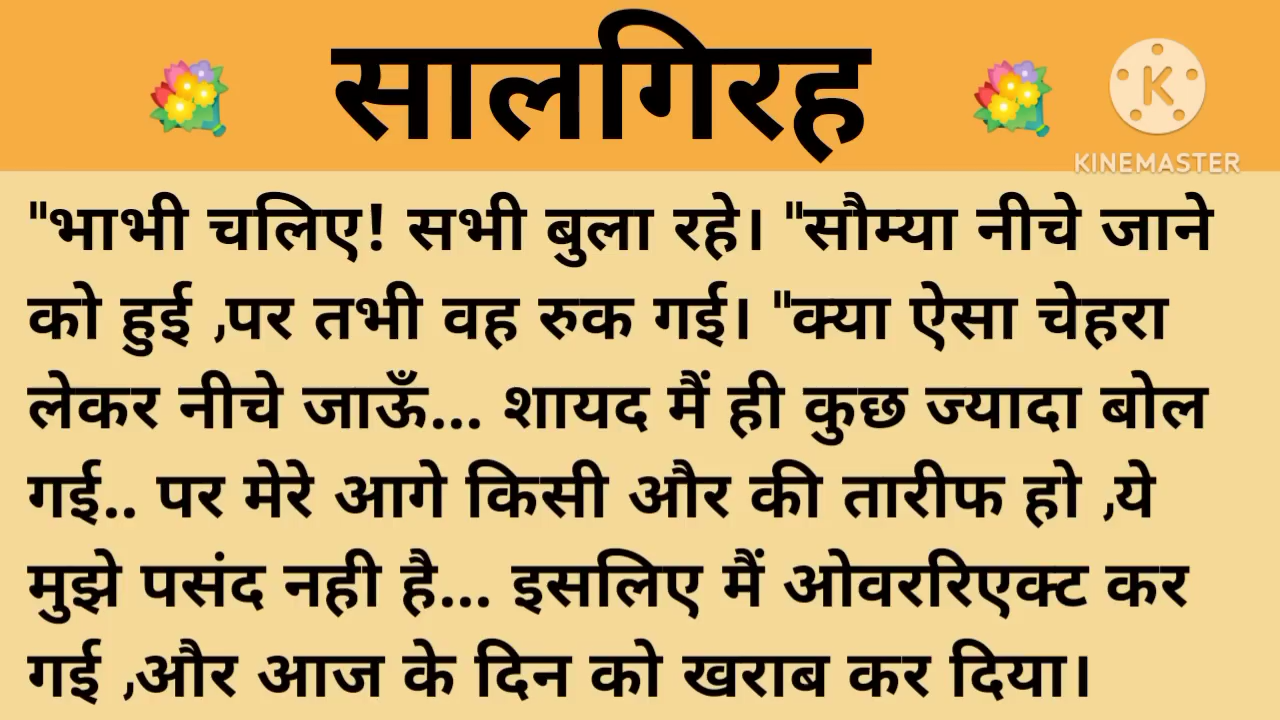 सालगिरह
K
KINEMASTER
"भाभी चलिए! सभी बुला रहे। "सौम्या नीचे जाने
को हुई ,पर तभी वह रुक गई। "क्या ऐसा चेहरा
लेकर नीचे जाऊँ... शायद मैं ही कुछ ज्यादा बोल
गई.. पर मेरे आगे किसी और की तारीफ हो ,ये
मुझे पसंद नही है... इसलिए मैं ओवररिएक्ट कर
गई ,और आज के दिन को खराब कर दिया।